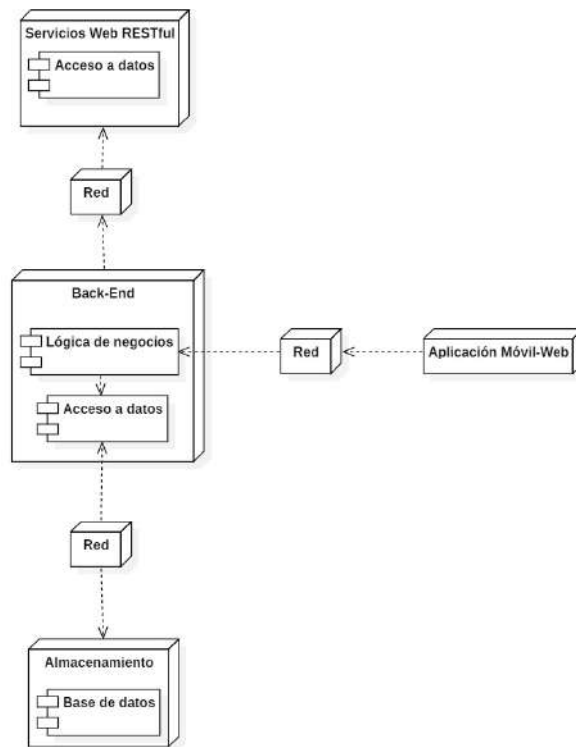 Servicios Web RESTful
Acceso a datos
Red
Back-End
Lógica de negocios
Red
Aplicación Móvil-Web
Acceso a datos
Red
Almacenamiento
Base de datos